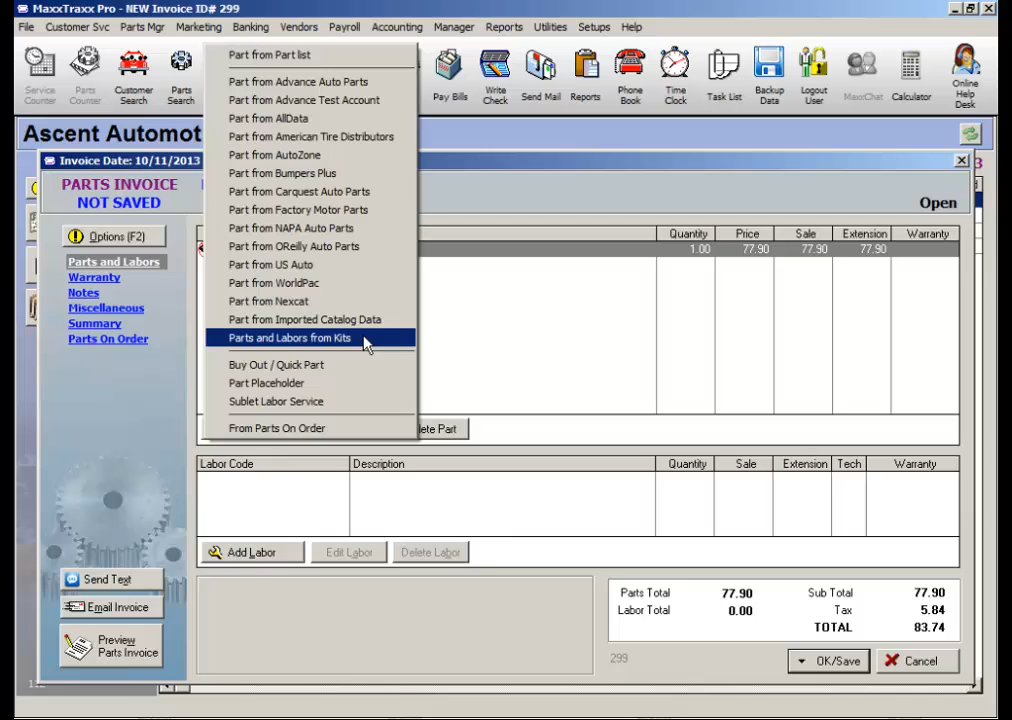 MaxxTraxx Pro - NEW Invoice ID# 299
File Customer Svc Parts Mgr Marketing Banking Vendors Payroll Accounting Manager Reports Utilities Setups Help
Service Counter
Parts Counter
Customer Search
Parts Search
Pay Bills
Write Check
Send Mail
Reports
Phone Book
Time Clock
Task List
Backup Data
Logout User
MaxxChat
Calculator
Online Help Desk
Ascent Automot
Invoice Date: 10/11/2013
PARTS INVOICE
NOT SAVED
Open
Options (F2)
Parts and Labors
Warranty
Notes
Miscellaneous
Summary
Parts On Order
Part from Part list
Part from Advance Auto Parts
Part from Advance Test Account
Part from AllData
Part from American Tire Distributors
Part from AutoZone
Part from Bumpers Plus
Part from Carquest Auto Parts
Part from Factory Motor Parts
Part from NAPA Auto Parts
Part from OReilly Auto Parts
Part from US Auto
Part from WorldPac
Part from Nexcat
Part from Imported Catalog Data
Parts and Labors from Kits
Buy Out / Quick Part
Part Placeholder
Sublet Labor Service
From Parts On Order
Quantity Price Sale Extension Warranty
1.00 77.90 77.90 77.90
lete Part
Labor Code Description Quantity Sale Extension Tech Warranty
Add Labor Edit Labor Delete Labor
Send Text
Email Invoice
Preview
Parts Invoice
Parts Total 77.90 Sub Total 77.90
Labor Total 0.00 Tax 5.84
TOTAL 83.74
299
OK/Save Cancel